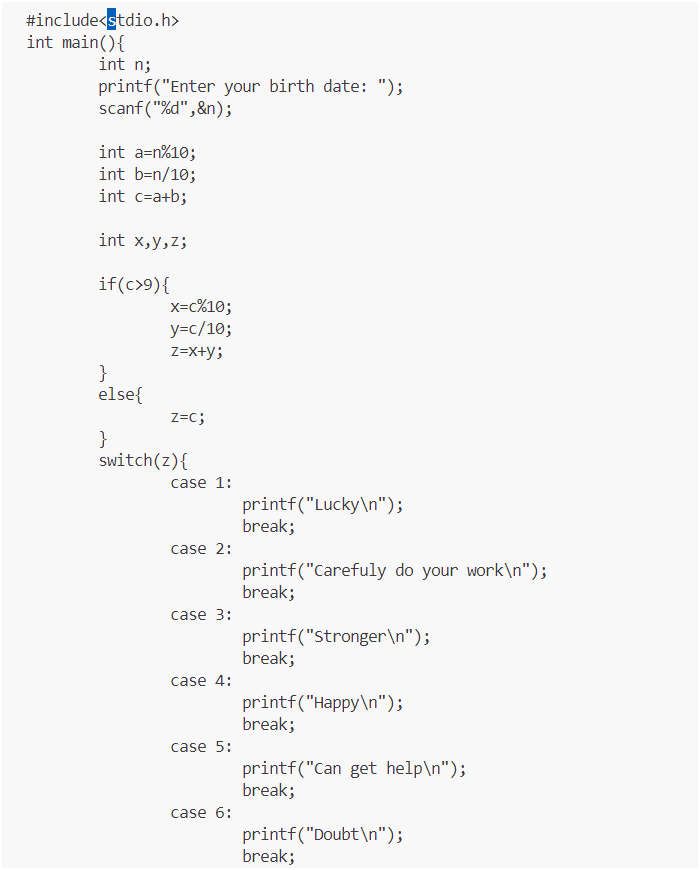 #include<stdio.h>
int main(){
int n;
printf("Enter your birth date: ");
scanf("%d",&n);
int a=n%10;
int b=n/10;
int c=a+b;
int x,y,z;
if(c>9){
x=c%10;
y=c/10;
z=x+y;
}
else{
z=c;
}
switch(z){
case 1:
printf("Lucky\n");
break;
case 2:
printf("Carefuly do your work\n");
break;
case 3:
printf("Stronger\n");
break;
case 4:
printf("Happy\n");
break;
case 5:
printf("Can get help\n");
break;
case 6:
printf("Doubt\n");
break;